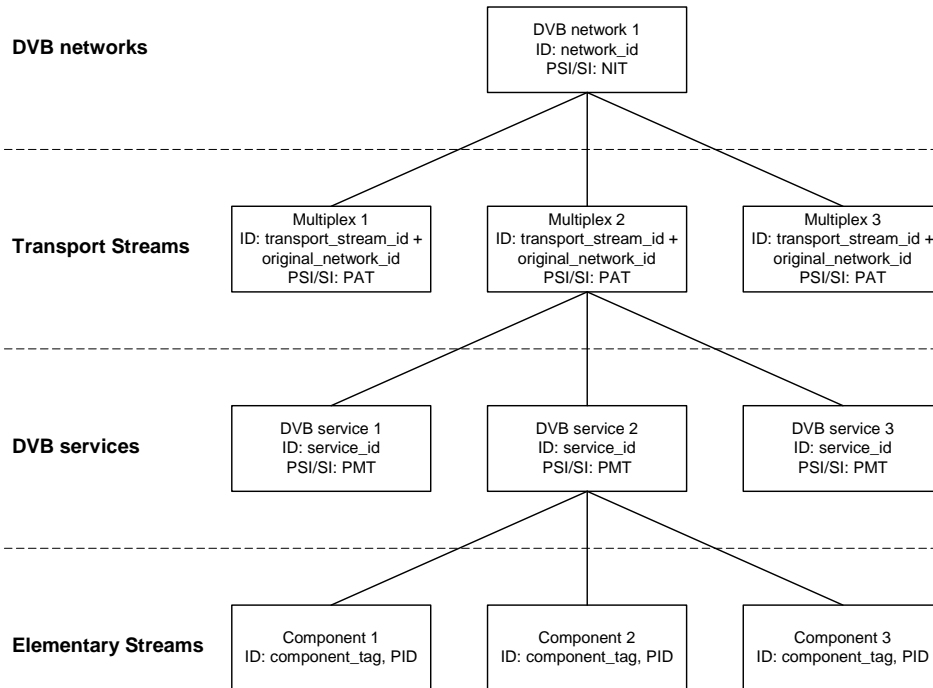 DVB networks
DVB network 1
ID: network_id
PSI/SI: NIT
Transport Streams
Multiplex 1
ID: transport_stream_id +
original_network_id
PSI/SI: PAT
Multiplex 2
ID: transport_stream_id +
original_network_id
PSI/SI: PAT
Multiplex 3
ID: transport_stream_id +
original_network_id
PSI/SI: PAT
DVB services
DVB service 1
ID: service_id
PSI/SI: PMT
DVB service 2
ID: service_id
PSI/SI: PMT
DVB service 3
ID: service_id
PSI/SI: PMT
Elementary Streams
Component 1
ID: component_tag, PID
Component 2
ID: component_tag, PID
Component 3
ID: component_tag, PID